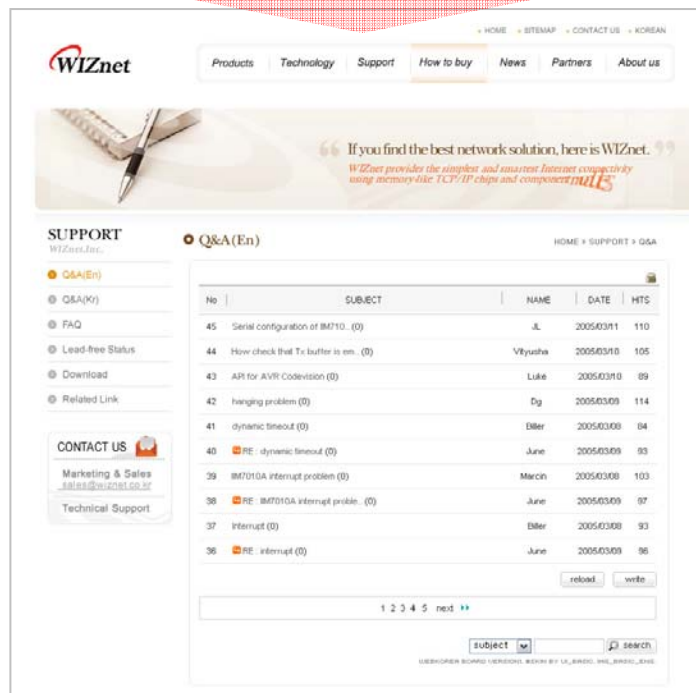 HOME SITEMAP CONTACT US KOREAN
WIZnet
Products Technology Support How to buy News Partners About us
If you find the best network solution, here is WIZnet.
WIZnet provides the simplest and smartest Internet connectivity
using memory-like TCP/IP chips and component
SUPPORT
WIZnet,Inc..
Q&A(En)
Q&A(Kr)
FAQ
Lead-free Status
Download
Related Link
CONTACT US
Marketing & Sales
sales@wiznet.co.kr
Technical Support
Q&A(En)
HOME > SUPPORT > Q&A
No SUBJECT NAME DATE HITS
45 Serial configuration of IIM710.. (0) JL 2005/03/11 110
44 How check that Tx buffer is em.. (0) Vityusha 2005/03/10 105
43 API for AVR Codevision (0) Luke 2005/03/10 89
42 hanging problem (0) Dg 2005/03/09 114
41 dynamic timeout (0) Biller 2005/03/08 84
40 RE : dynamic timeout (0) June 2005/03/09 93
39 IIM7010A interrupt problem (0) Marcin 2005/03/08 103
38 RE : IIM7010A interrupt proble.. (0) June 2005/03/09 97
37 Interrupt (0) Biller 2005/03/08 93
36 RE : interrupt (0) June 2005/03/09 96
reload write
1 2 3 4 5 next
subject search